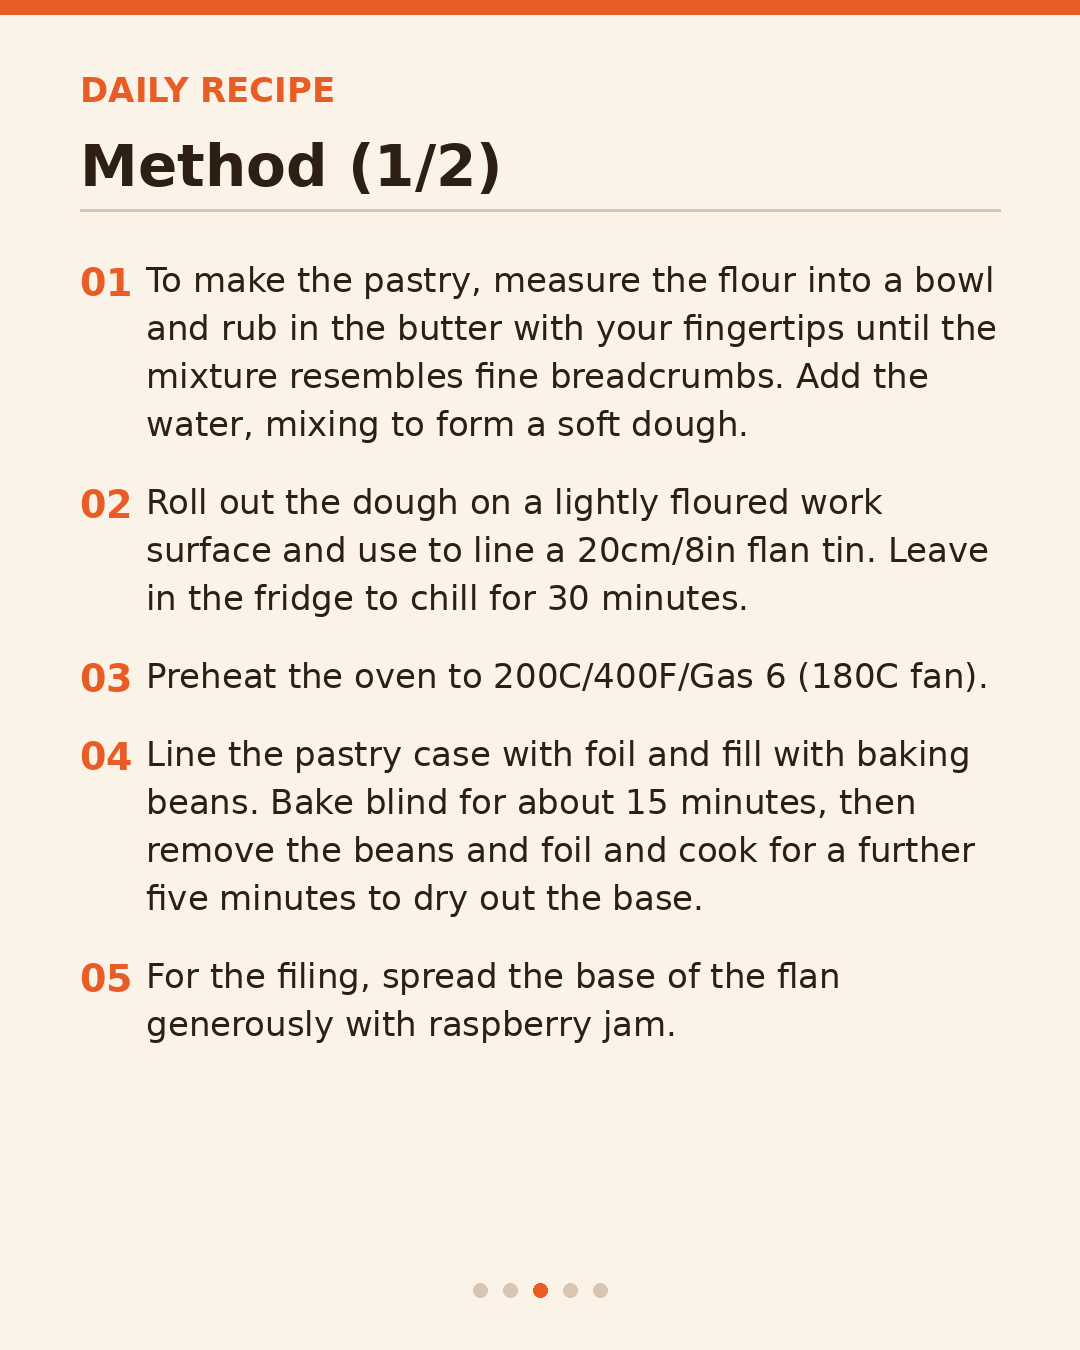 DAILY RECIPE
Method (1/2)
01 To make the pastry, measure the flour into a bowl
and rub in the butter with your fingertips until the
mixture resembles fine breadcrumbs. Add the
water, mixing to form a soft dough.
02 Roll out the dough on a lightly floured work
surface and use to line a 20cm/8in flan tin. Leave
in the fridge to chill for 30 minutes.
03 Preheat the oven to 200C/400F/Gas 6 (180C fan).
04 Line the pastry case with foil and fill with baking
beans. Bake blind for about 15 minutes, then
remove the beans and foil and cook for a further
five minutes to dry out the base.
05 For the filing, spread the base of the flan
generously with raspberry jam.